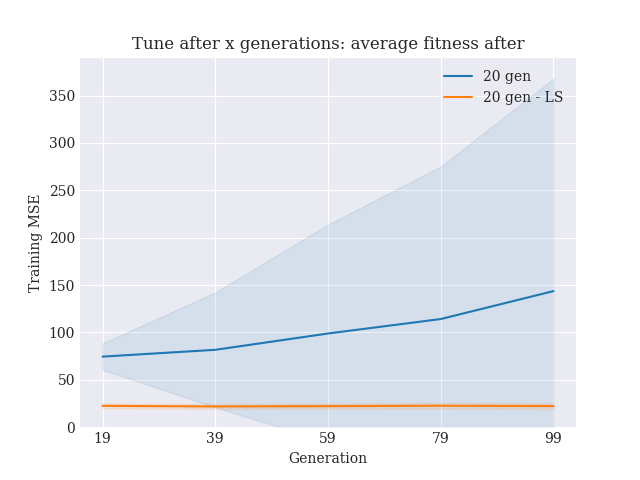 Tune after x generations: average fitness after
20 gen
20 gen - LS
350
300
250
200
150
100
50
0
Training MSE
19 39 59 79 99
Generation